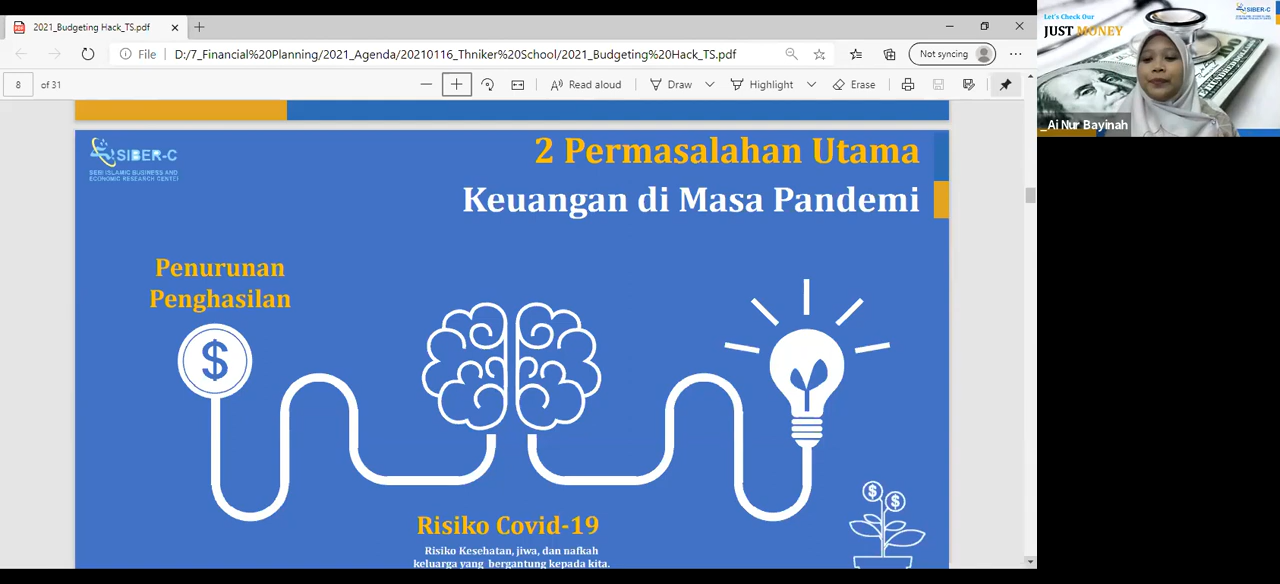 2021_Budgeting Hack_TS.pdf
File
D:/7_Financial%20Planning/2021_Agenda/20210116_Thniker%20School/2021_Budgeting%20Hack_TS.pdf
Not syncing
8 of 31
Read aloud
Draw
Highlight
Erase
SIBER-C
SEBI ISLAMIC BUSINESS AND
ECONOMIC RESEARCH CENTER
2 Permasalahan Utama
Keuangan di Masa Pandemi
Penurunan
Penghasilan
$
$ $
Risiko Covid-19
Risiko Kesehatan, jiwa, dan nafkah
keluarga yang bergantung kepada kita.
Let's Check Our
JUST MONEY
SIBER-C
_Ai Nur Bayinah